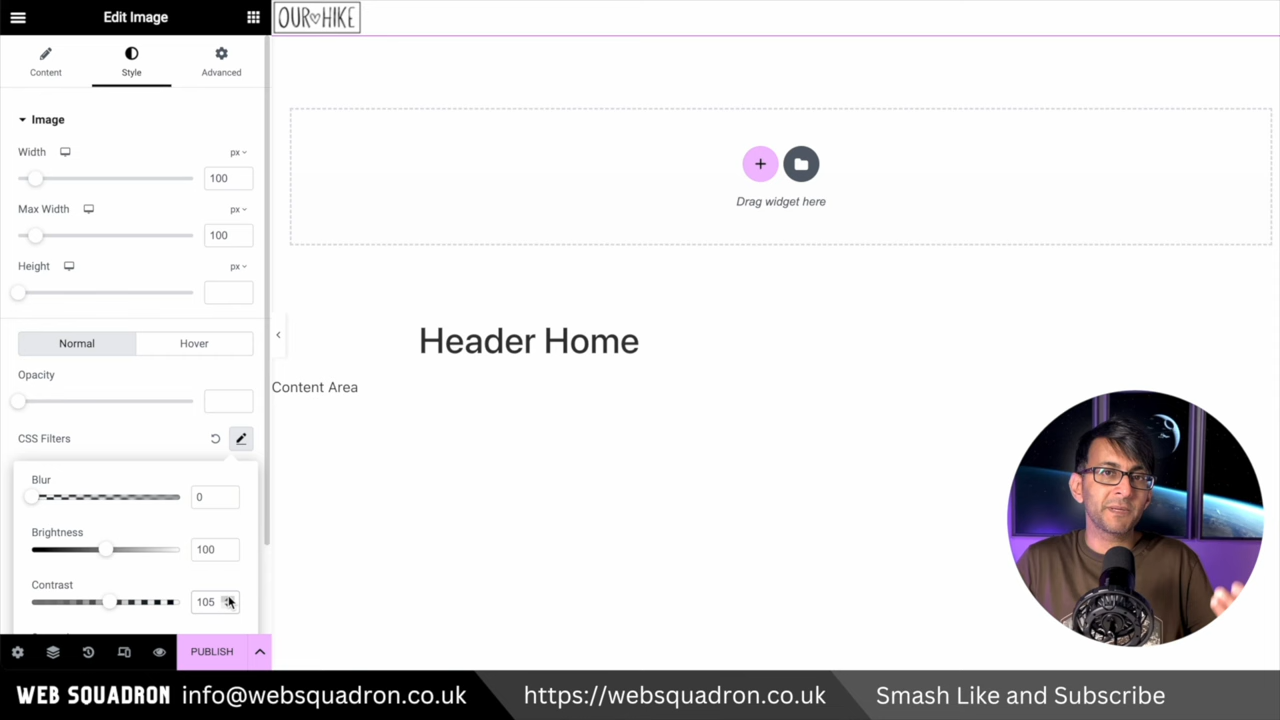 Edit Image
OUR HIKE
Content
Style
Advanced
Image
Width
px
100
Max Width
px
100
Height
px
Normal
Hover
Opacity
CSS Filters
Blur
0
Brightness
100
Contrast
105
PUBLISH
Drag widget here
Header Home
Content Area
WEB SQUADRON info@websquadron.co.uk https://websquadron.co.uk Smash Like and Subscribe